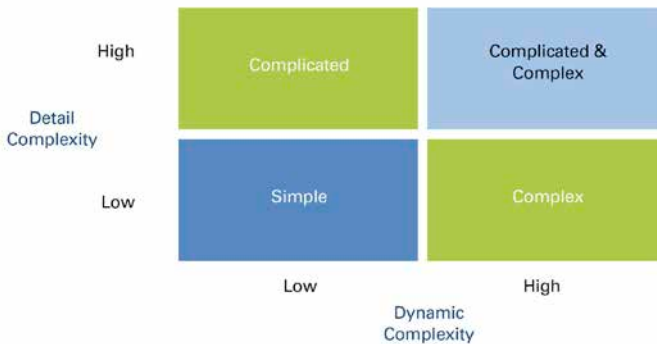 High
Complicated
Complicated &
Complex
Detail
Complexity
Low
Simple
Complex
Low
High
Dynamic
Complexity